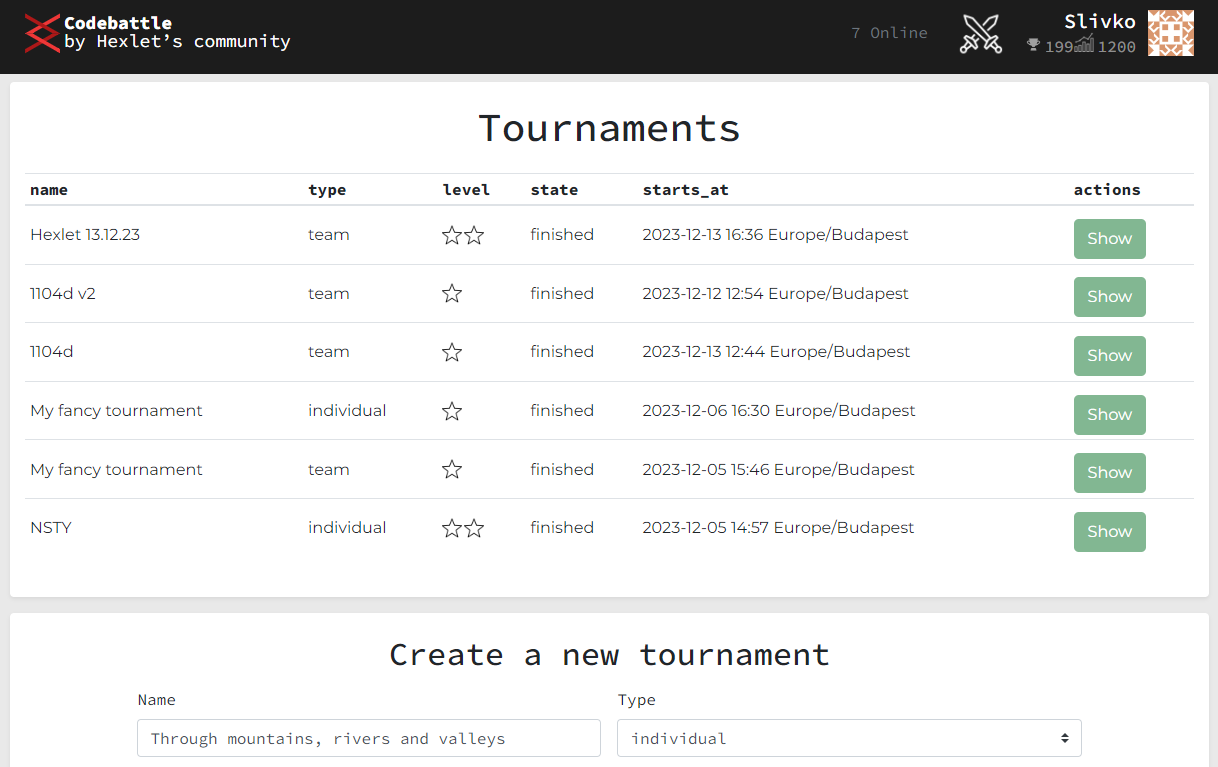 Codebattle
by Hexlet's community
7 Online
Slivko
199 1200
Tournaments
name type level state starts_at actions
Hexlet 13.12.23 team finished 2023-12-13 16:36 Europe/Budapest Show
1104d v2 team finished 2023-12-12 12:54 Europe/Budapest Show
1104d team finished 2023-12-13 12:44 Europe/Budapest Show
My fancy tournament individual finished 2023-12-06 16:30 Europe/Budapest Show
My fancy tournament team finished 2023-12-05 15:46 Europe/Budapest Show
NSTY individual finished 2023-12-05 14:57 Europe/Budapest Show
Create a new tournament
Name Type
Through mountains, rivers and valleys individual